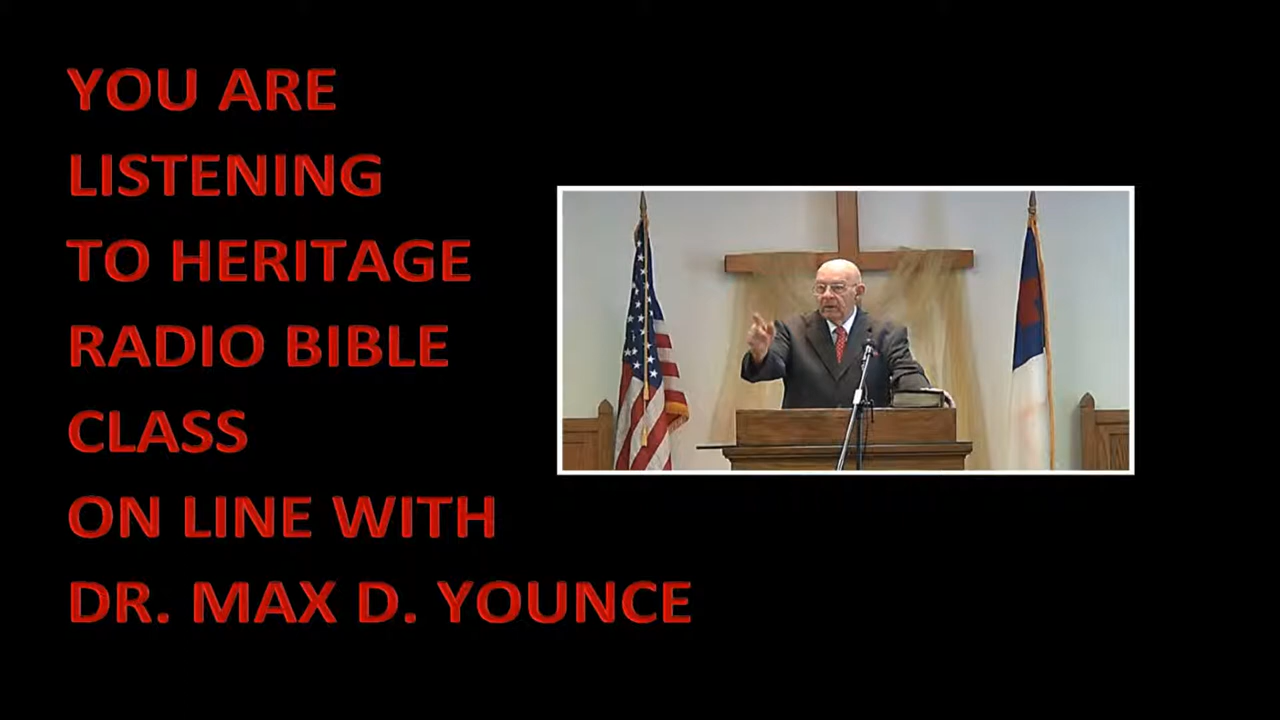 YOU ARE
LISTENING
TO HERITAGE
RADIO BIBLE
CLASS
ON LINE WITH
DR. MAX D. YOUNCE